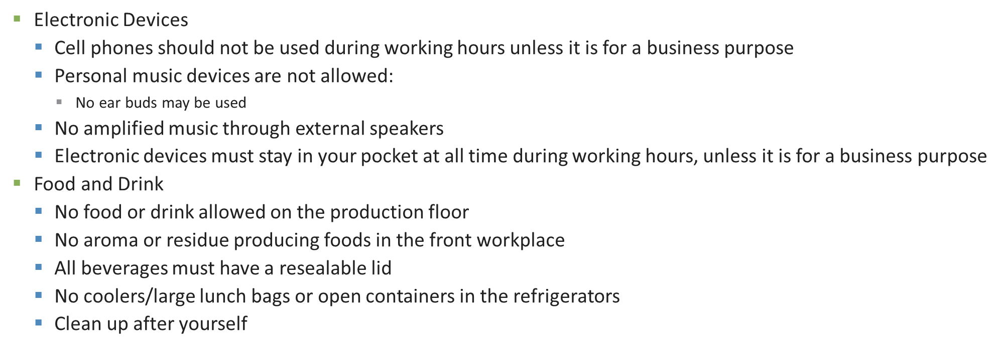 Electronic Devices
Cell phones should not be used during working hours unless it is for a business purpose
Personal music devices are not allowed:
No ear buds may be used
No amplified music through external speakers
Electronic devices must stay in your pocket at all time during working hours, unless it is for a business purpose
Food and Drink
No food or drink allowed on the production floor
No aroma or residue producing foods in the front workplace
All beverages must have a resealable lid
No coolers/large lunch bags or open containers in the refrigerators
Clean up after yourself